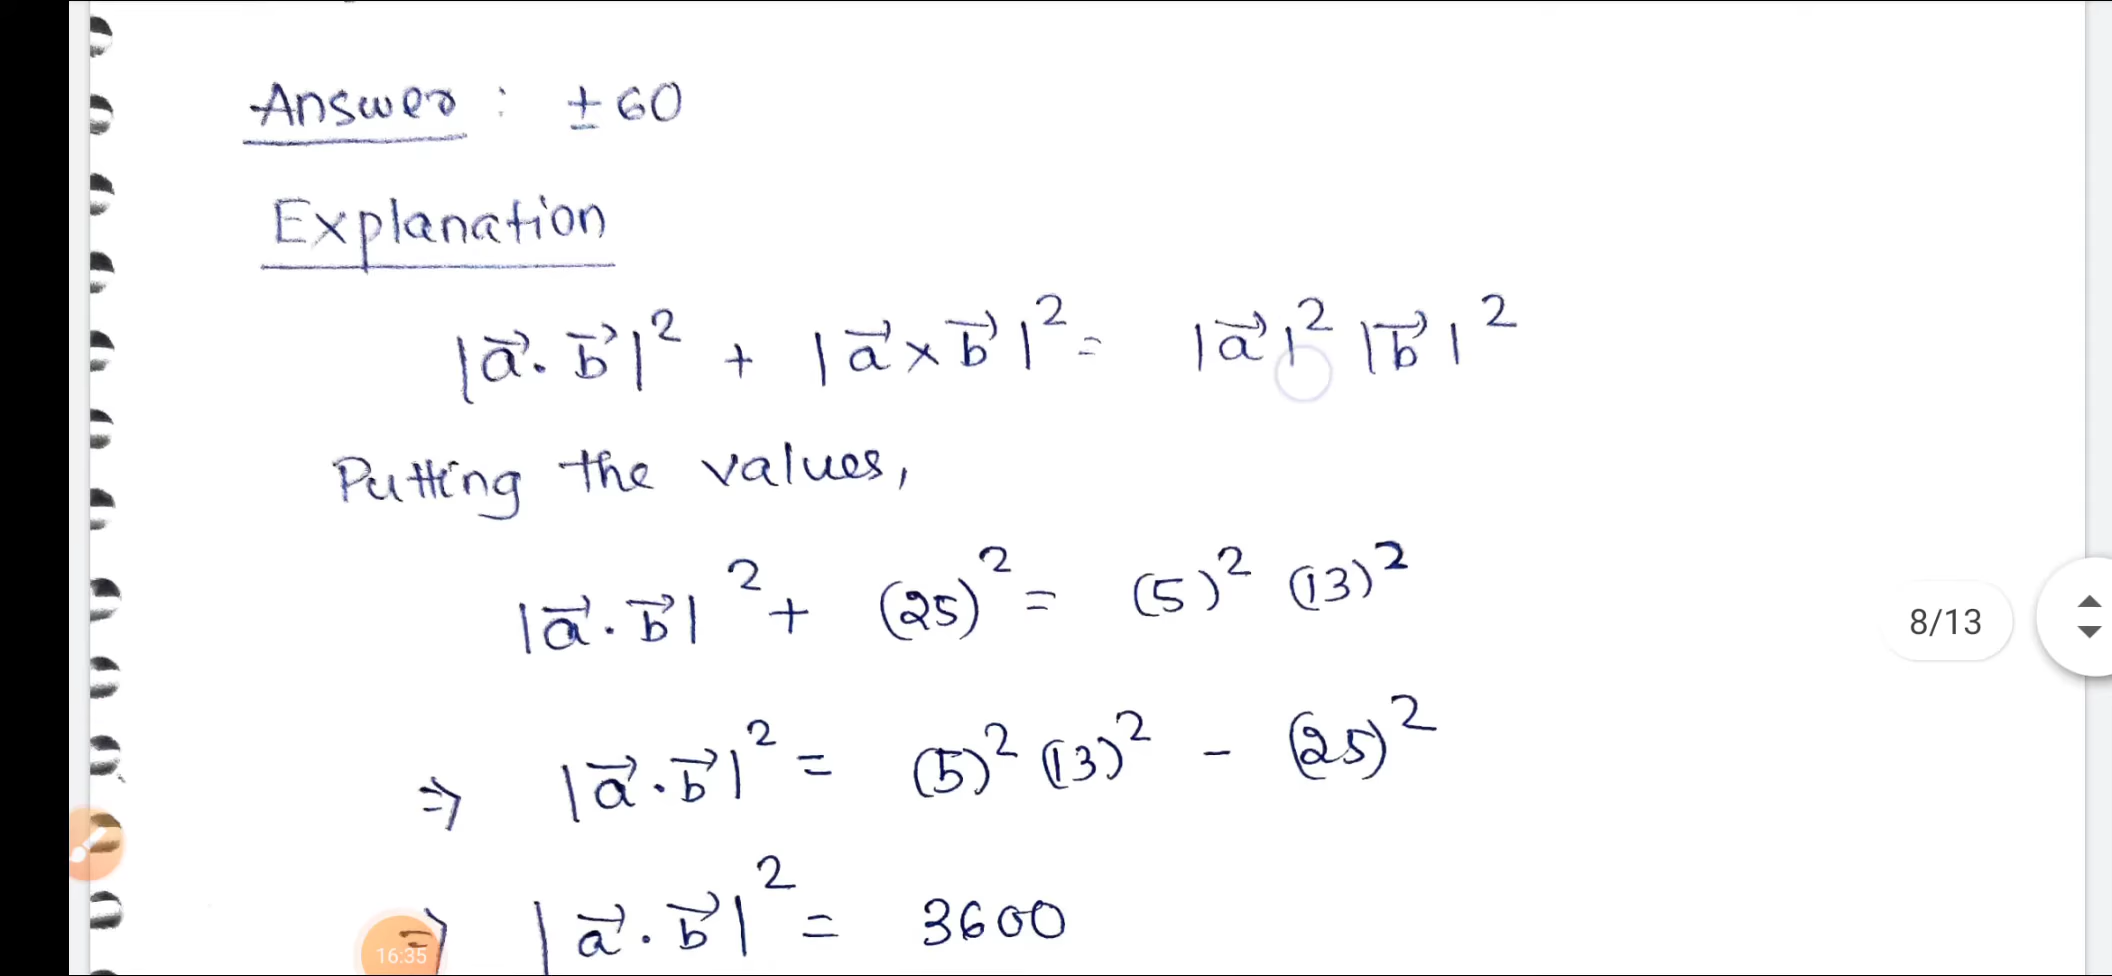 Answer : ± 60
Explanation
|a⃗ . b⃗|² + |a⃗ × b⃗|² = |a⃗|² |b⃗|²
Putting the values,
|a⃗ . b⃗|² + (25)² = (5)² (13)²
8/13
⇒ |a⃗ . b⃗|² = (5)² (13)² - (25)²
⇒ |a⃗ . b⃗|² = 3600
16:35